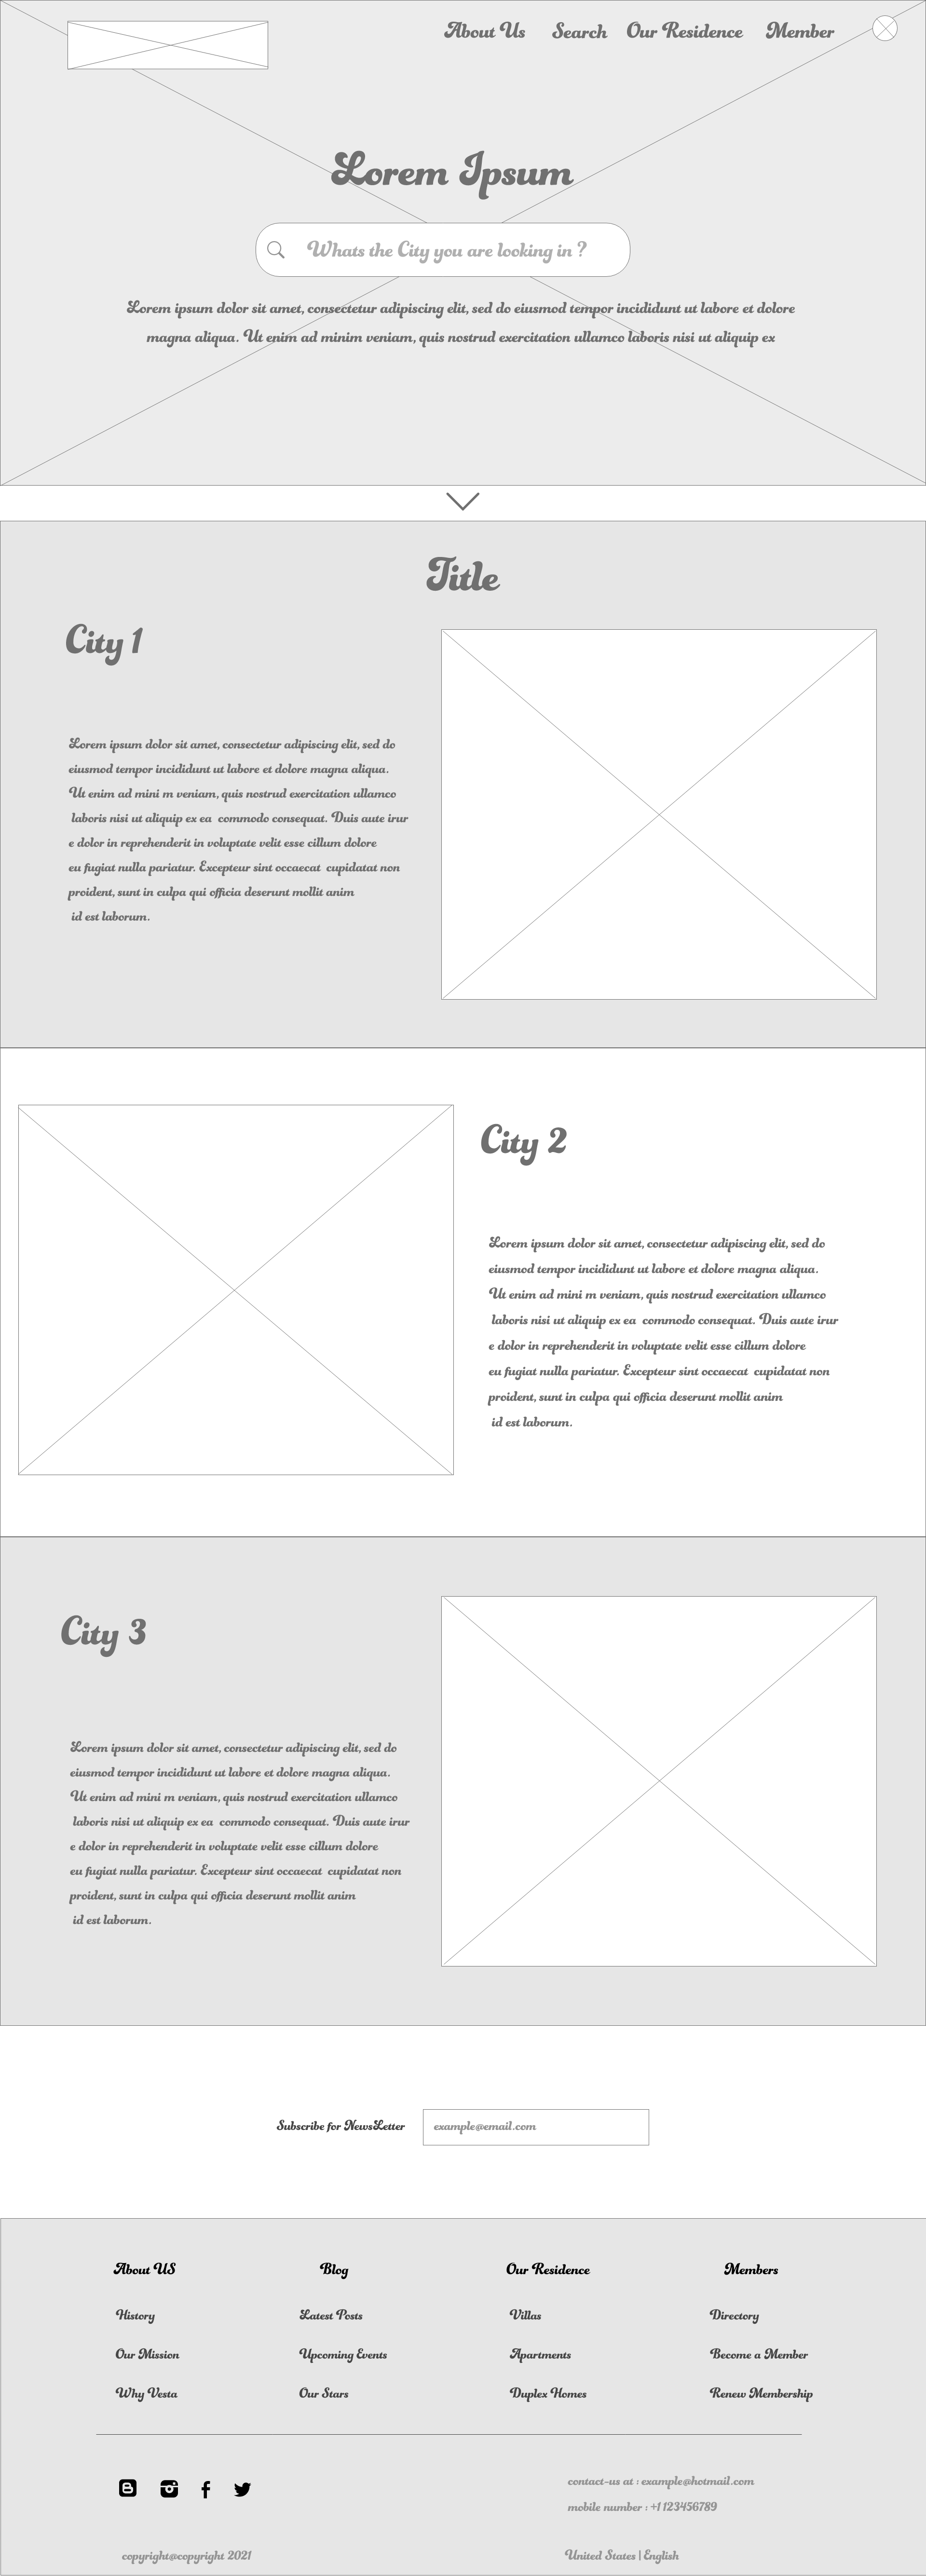 About Us Search Our Residence Member
Lorem Ipsum
Whats the City you are looking in ?
Lorem ipsum dolor sit amet, consectetur adipiscing elit, sed do eiusmod tempor incididunt ut labore et dolore
magna aliqua. Ut enim ad minim veniam, quis nostrud exercitation ullamco laboris nisi ut aliquip ex
Title
City 1
Lorem ipsum dolor sit amet, consectetur adipiscing elit, sed do
eiusmod tempor incididunt ut labore et dolore magna aliqua.
Ut enim ad mini m veniam, quis nostrud exercitation ullamco
laboris nisi ut aliquip ex ea commodo consequat. Duis aute irur
e dolor in reprehenderit in voluptate velit esse cillum dolore
eu fugiat nulla pariatur. Excepteur sint occaecat cupidatat non
proident, sunt in culpa qui officia deserunt mollit anim
id est laborum.
City 2
Lorem ipsum dolor sit amet, consectetur adipiscing elit, sed do
eiusmod tempor incididunt ut labore et dolore magna aliqua.
Ut enim ad mini m veniam, quis nostrud exercitation ullamco
laboris nisi ut aliquip ex ea commodo consequat. Duis aute irur
e dolor in reprehenderit in voluptate velit esse cillum dolore
eu fugiat nulla pariatur. Excepteur sint occaecat cupidatat non
proident, sunt in culpa qui officia deserunt mollit anim
id est laborum.
City 3
Lorem ipsum dolor sit amet, consectetur adipiscing elit, sed do
eiusmod tempor incididunt ut labore et dolore magna aliqua.
Ut enim ad mini m veniam, quis nostrud exercitation ullamco
laboris nisi ut aliquip ex ea commodo consequat. Duis aute irur
e dolor in reprehenderit in voluptate velit esse cillum dolore
eu fugiat nulla pariatur. Excepteur sint occaecat cupidatat non
proident, sunt in culpa qui officia deserunt mollit anim
id est laborum.
Subscribe for NewsLetter example@email.com
About US
History
Our Mission
Why Vesta
Blog
Latest Posts
Upcoming Events
Our Stars
Our Residence
Villas
Apartments
Duplex Homes
Members
Directory
Become a Member
Renew Membership
contact-us at : example@hotmail.com
mobile number : +1 123456789
copyright@copyright 2021
United States | English